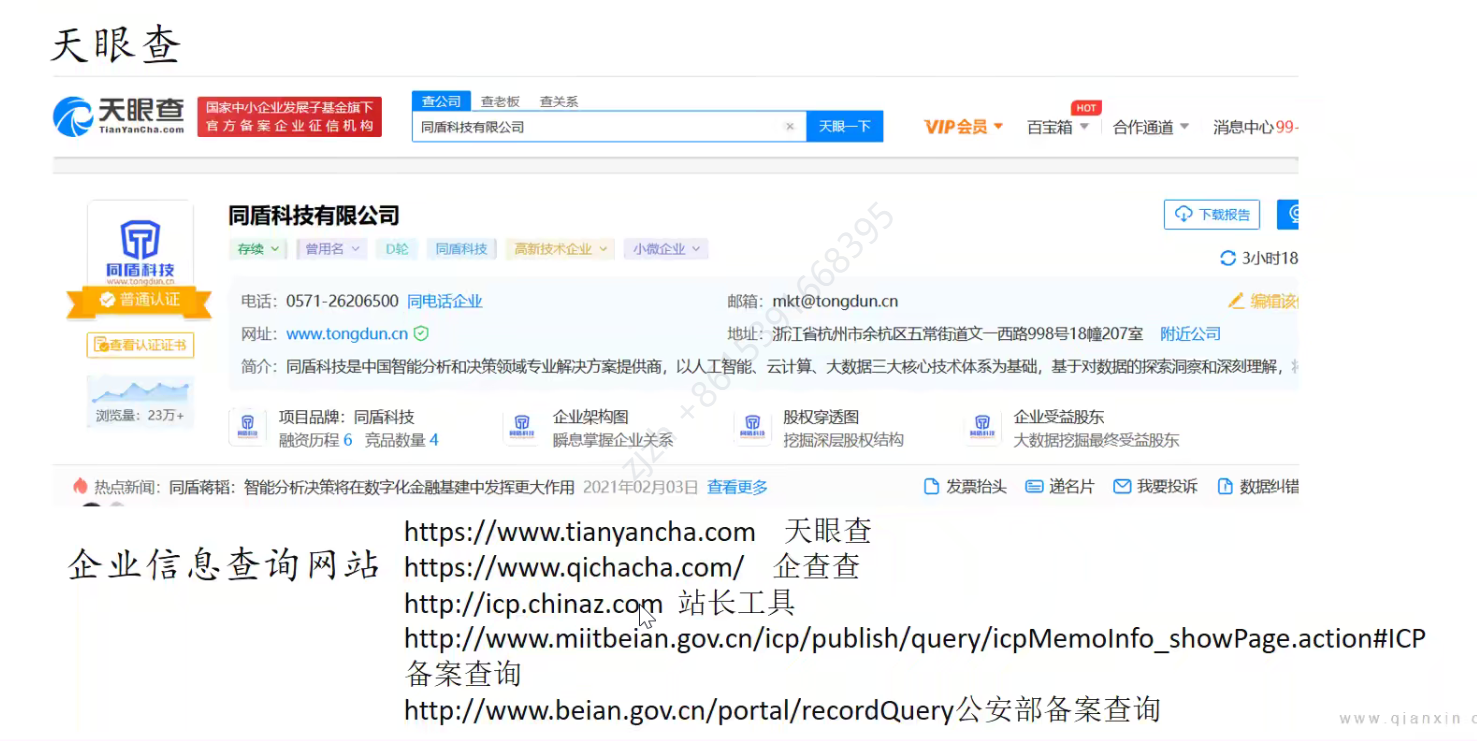 天眼查
天眼查
TianYanCha.com
国家中小企业发展子基金旗下
官方备案企业征信机构
查公司 查老板 查关系
同盾科技有限公司 × 天眼一下
HOT
VIP会员 百宝箱 合作通道 消息中心99-
同盾科技
www.tongdun.cn
普通认证
查看认证证书
浏览量：23万+
同盾科技有限公司
下载报告
存续 曾用名 D轮 同盾科技 高新技术企业 小微企业
3小时18
电话：0571-26206500 同电话企业 邮箱：mkt@tongdun.cn
编辑该
网址：www.tongdun.cn 地址：浙江省杭州市余杭区五常街道文一西路998号18幢207室 附近公司
简介：同盾科技是中国智能分析和决策领域专业解决方案提供商，以人工智能、云计算、大数据三大核心技术体系为基础，基于对数据的探索洞察和深刻理解，
项目品牌：同盾科技 企业架构图 股权穿透图 企业受益股东
融资历程 6 竞品数量 4 瞬息掌握企业关系 挖掘深层股权结构 大数据挖掘最终受益股东
热点新闻：同盾蒋韬：智能分析决策将在数字化金融基建中发挥更大作用 2021年02月03日 查看更多 发票抬头 递名片 我要投诉 数据纠错
zjzh +8615391668395
企业信息查询网站
https://www.tianyancha.com 天眼查
https://www.qichacha.com/ 企查查
http://icp.chinaz.com 站长工具
http://www.miitbeian.gov.cn/icp/publish/query/icpMemoInfo_showPage.action#ICP
备案查询
http://www.beian.gov.cn/portal/recordQuery公安部备案查询
www.qianxin